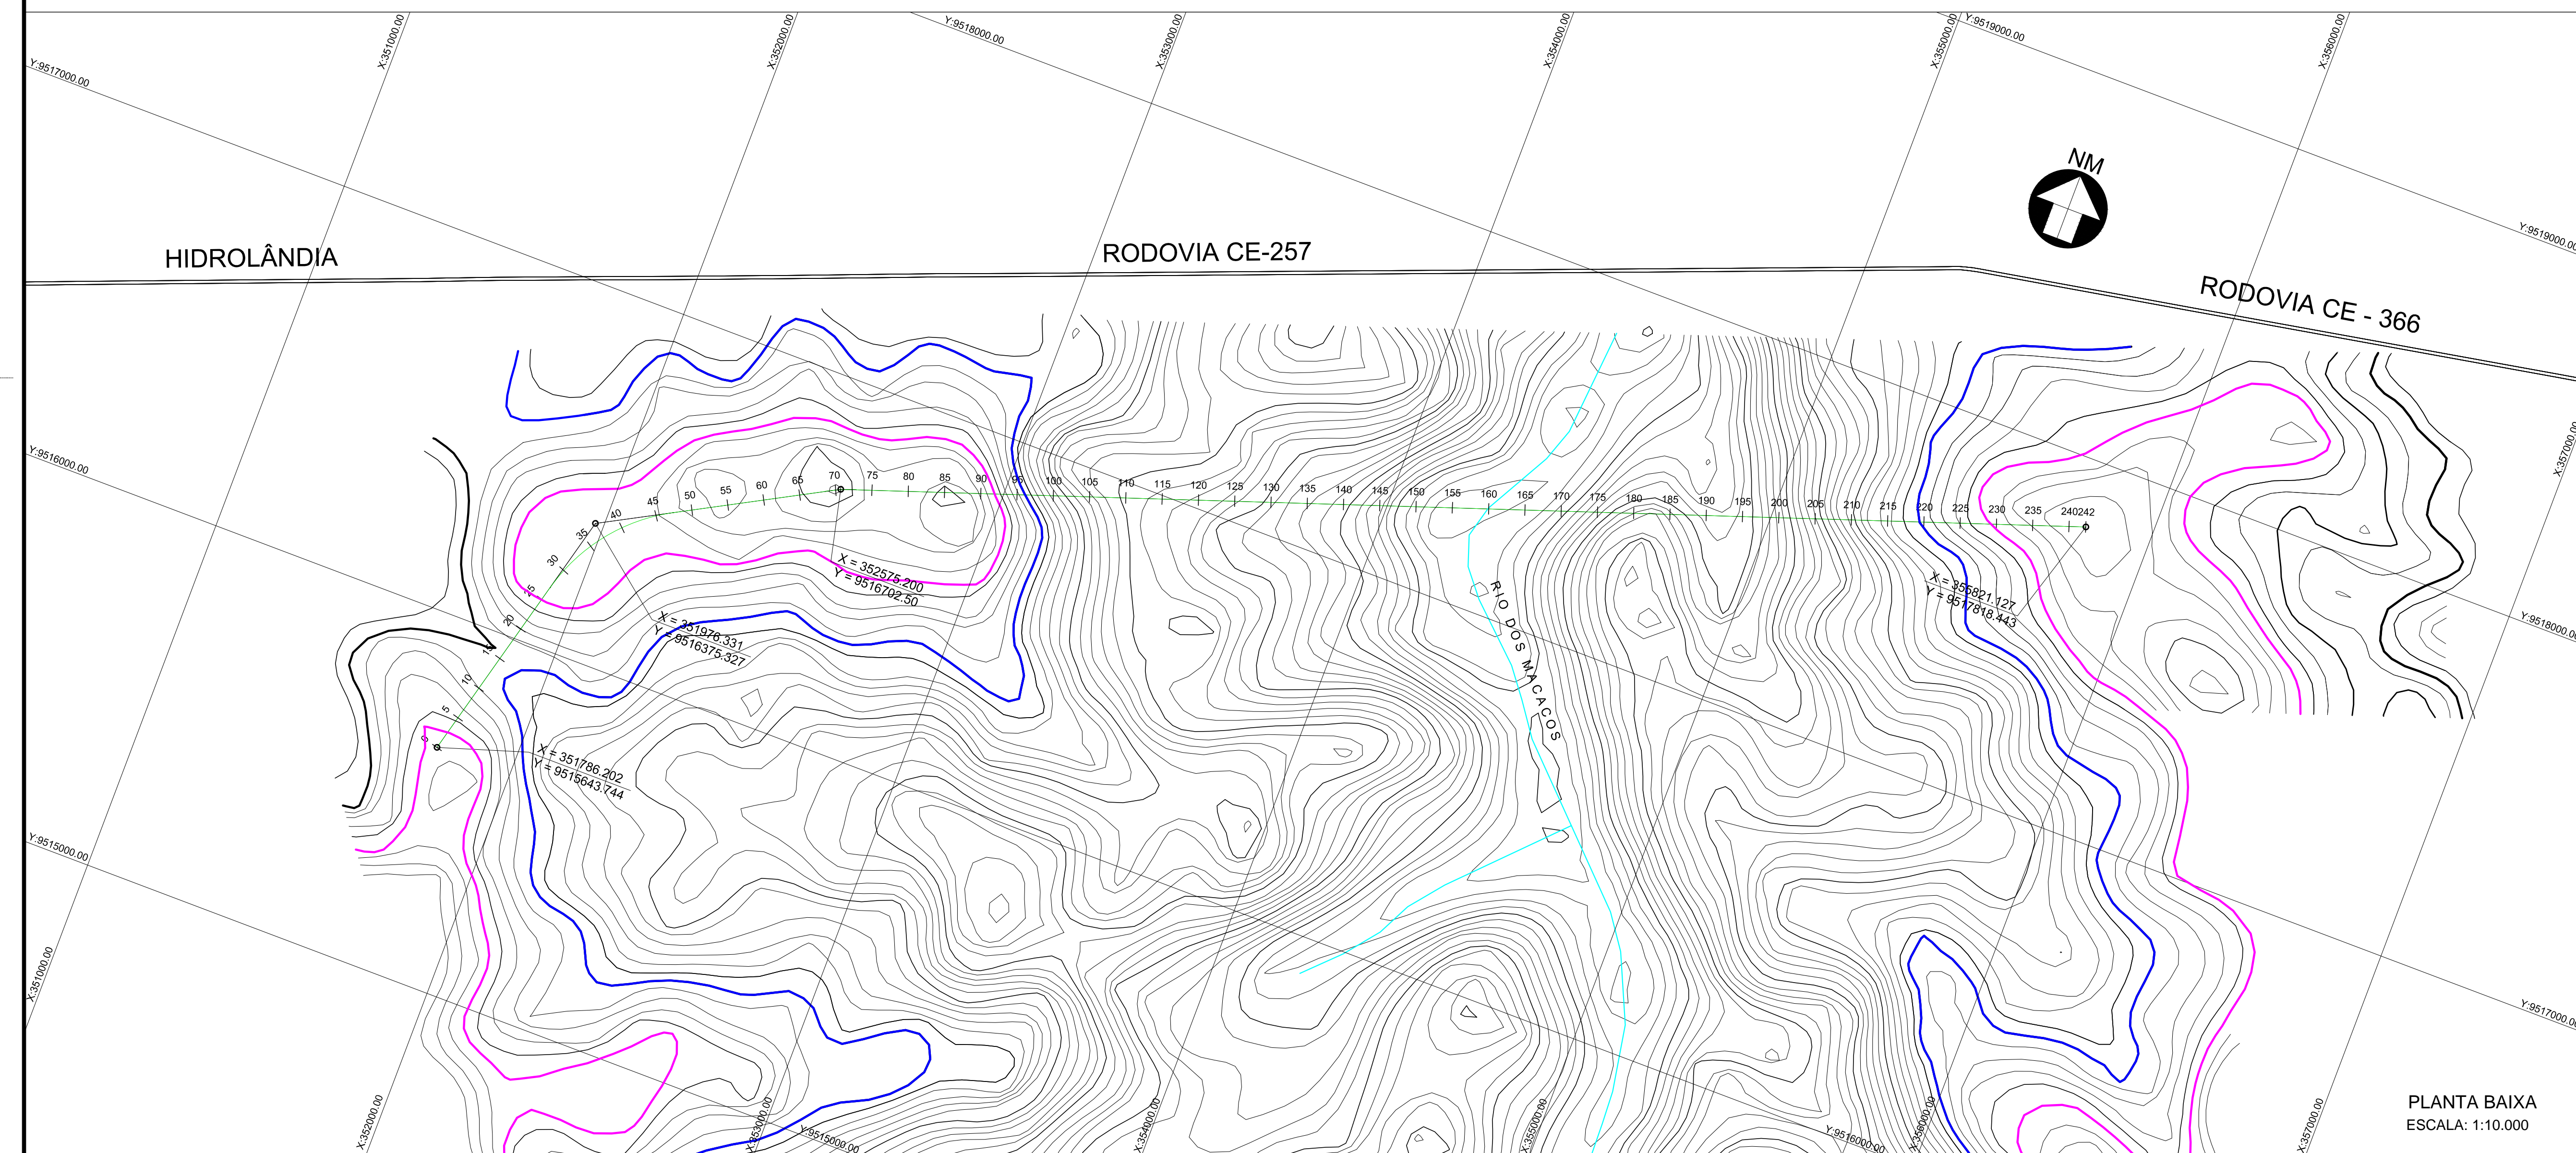 X:351000.00
X:352000.00
Y:9518000.00
X:353000.00
X:354000.00
X:355000.00
Y:9519000.00
X:356000.00
Y:9517000.00
NM
Y:9519000.00
HIDROLÂNDIA
RODOVIA CE-257
RODOVIA CE - 366
Y:9516000.00
X:357000.00
0
5
10
15
20
25
30
35
40
45
50
55
60
65
70
75
80
85
90
95
100
105
110
115
120
125
130
135
140
145
150
155
160
165
170
175
180
185
190
195
200
205
210
215
220
225
230
235
240
242
X = 352575.200
Y = 9516702.50
X = 351976.331
Y = 9516375.327
X = 355821.127
Y = 9517818.443
Y:9518000.00
RIO DOS MACACOS
X = 351786.202
Y = 9515643.744
Y:9515000.00
X:351000.00
Y:9517000.00
X:352000.00
X:353000.00
Y:9515000.00
X:354000.00
X:355000.00
Y:9516000.00
X:356000.00
X:357000.00
PLANTA BAIXA
ESCALA: 1:10.000